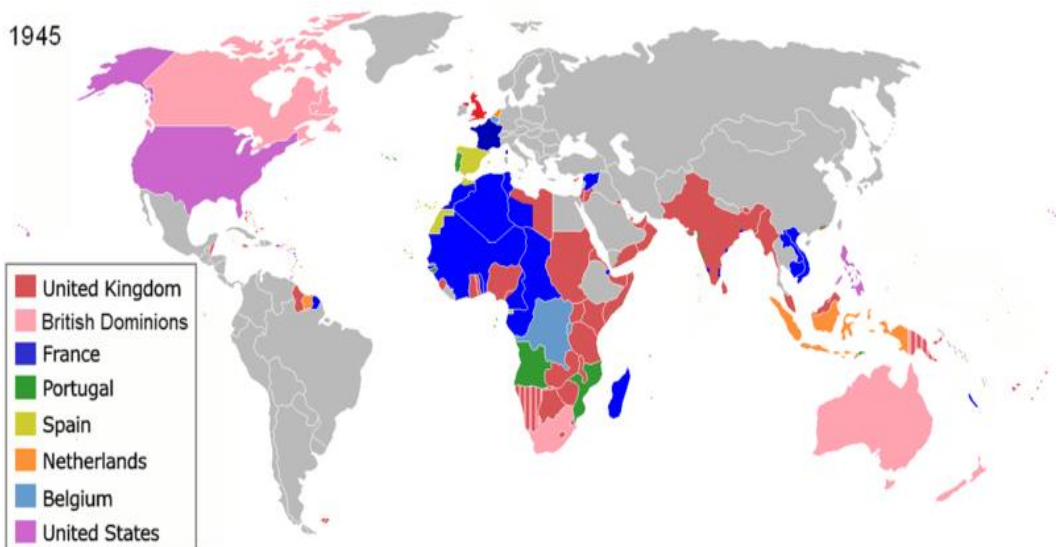 1945
United Kingdom
British Dominions
France
Portugal
Spain
Netherlands
Belgium
United States